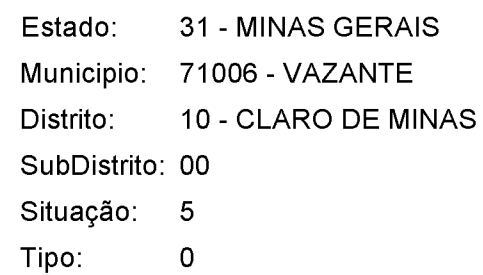 Estado: 31 - MINAS GERAIS
Municipio: 71006 - VAZANTE
Distrito: 10 - CLARO DE MINAS
SubDistrito: 00
Situação: 5
Tipo: 0